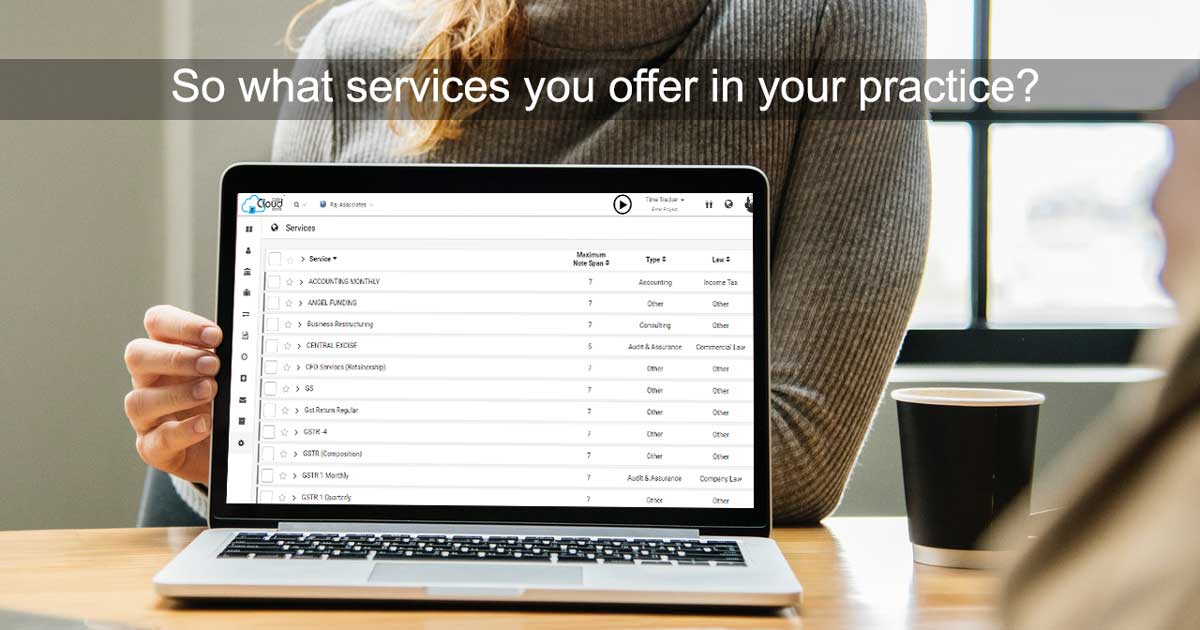 So what services you offer in your practice?
Cloud
Raj Associates
Time Tracker
Services
Service
Maximum
Note Span
Type
Law
ACCOUNTING MONTHLY 7 Accounting Income Tax
ANGEL FUNDING 7 Other Other
Business Restructuring 7 Consulting Other
CENTRAL EXCISE 5 Audit & Assurance Commercial Law
CFO Services (Retainership) 7 Other Other
GS 7 Other Other
Gst Return Regular 7 Other Other
GSTR -4 7 Other Other
GSTR (Composition) 7 Other Other
GSTR 1 Monthly 7 Audit & Assurance Company Law
GSTR 1 Quarterly 7 Other Other